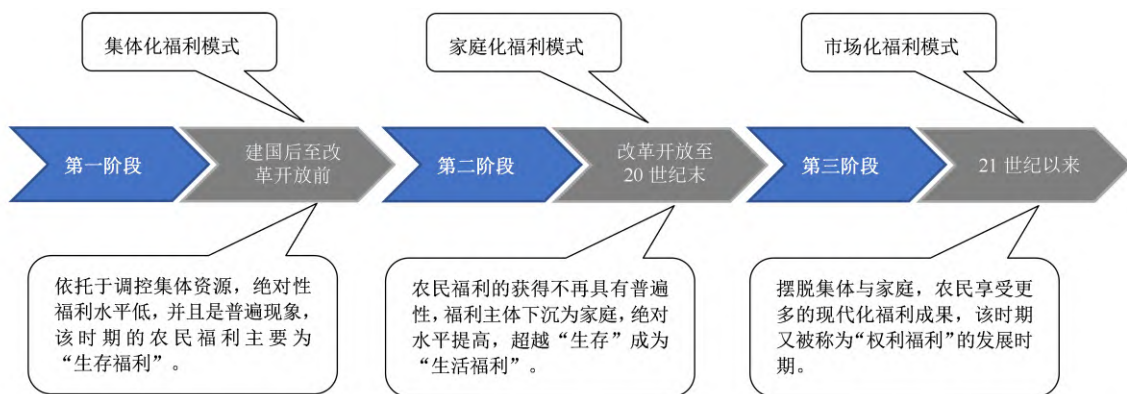 集体化福利模式
家庭化福利模式
市场化福利模式
第一阶段
建国后至改
革开放前
第二阶段
改革开放至
20 世纪末
第三阶段
21 世纪以来
依托于调控集体资源，绝对性
福利水平低，并且是普遍现象，
该时期的农民福利主要为
“生存福利”。
农民福利的获得不再具有普遍
性，福利主体下沉为家庭，绝对
水平提高，超越“生存”成为
“生活福利”。
摆脱集体与家庭，农民享受更
多的现代化福利成果，该时期
又被称为“权利福利”的发展时
期。